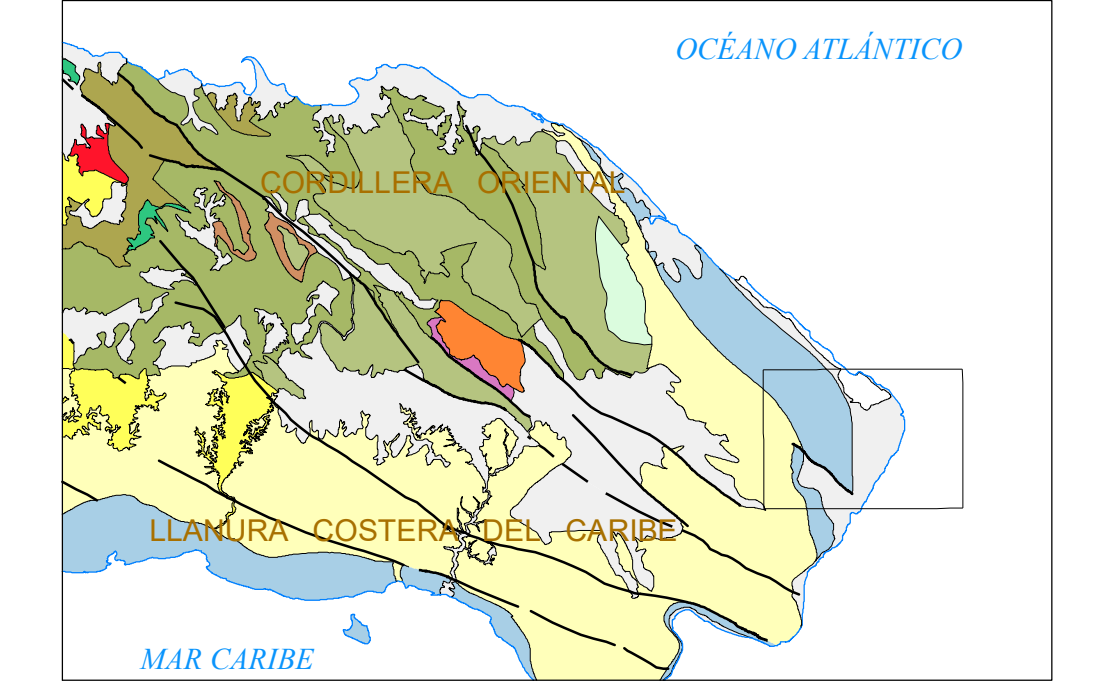 OCÉANO ATLÁNTICO
CORDILLERA ORIENTAL
LLANURA COSTERA DEL CARIBE
MAR CARIBE